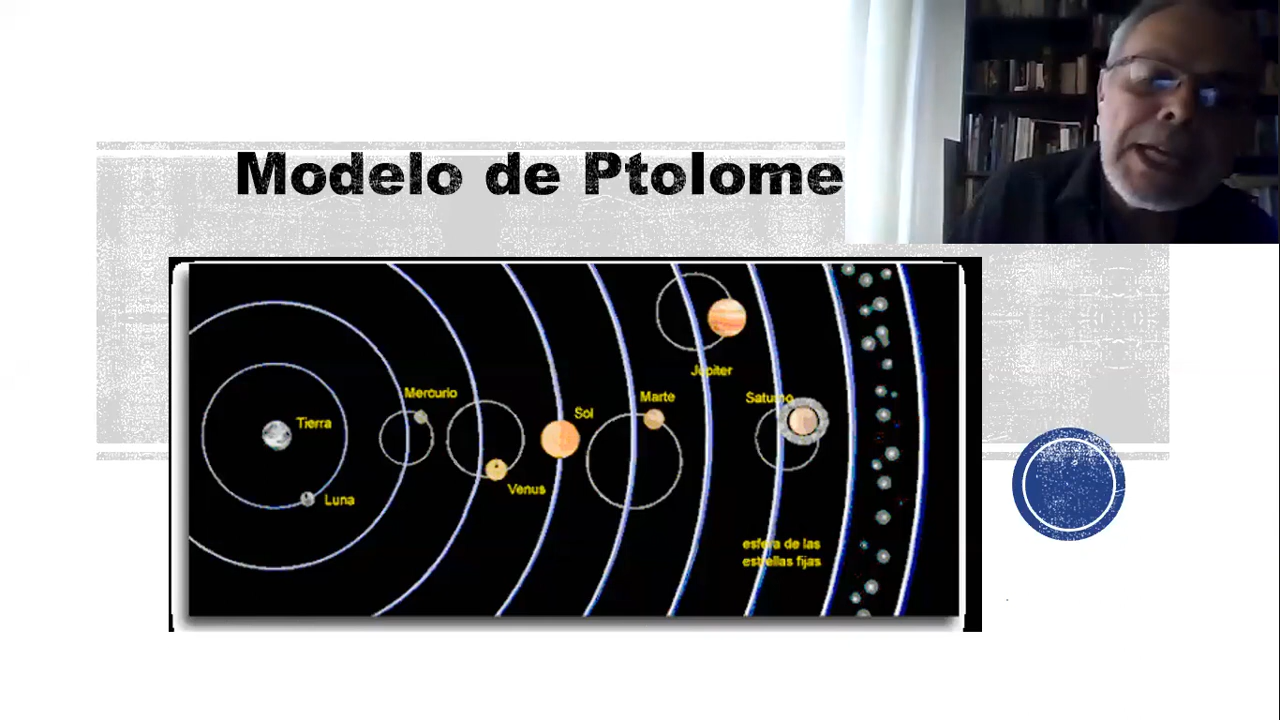 Modelo de Ptolome
Mercurio
Tierra
Luna
Venus
Sol
Marte
Jupiter
Saturno
esfera de las
estrellas fijas